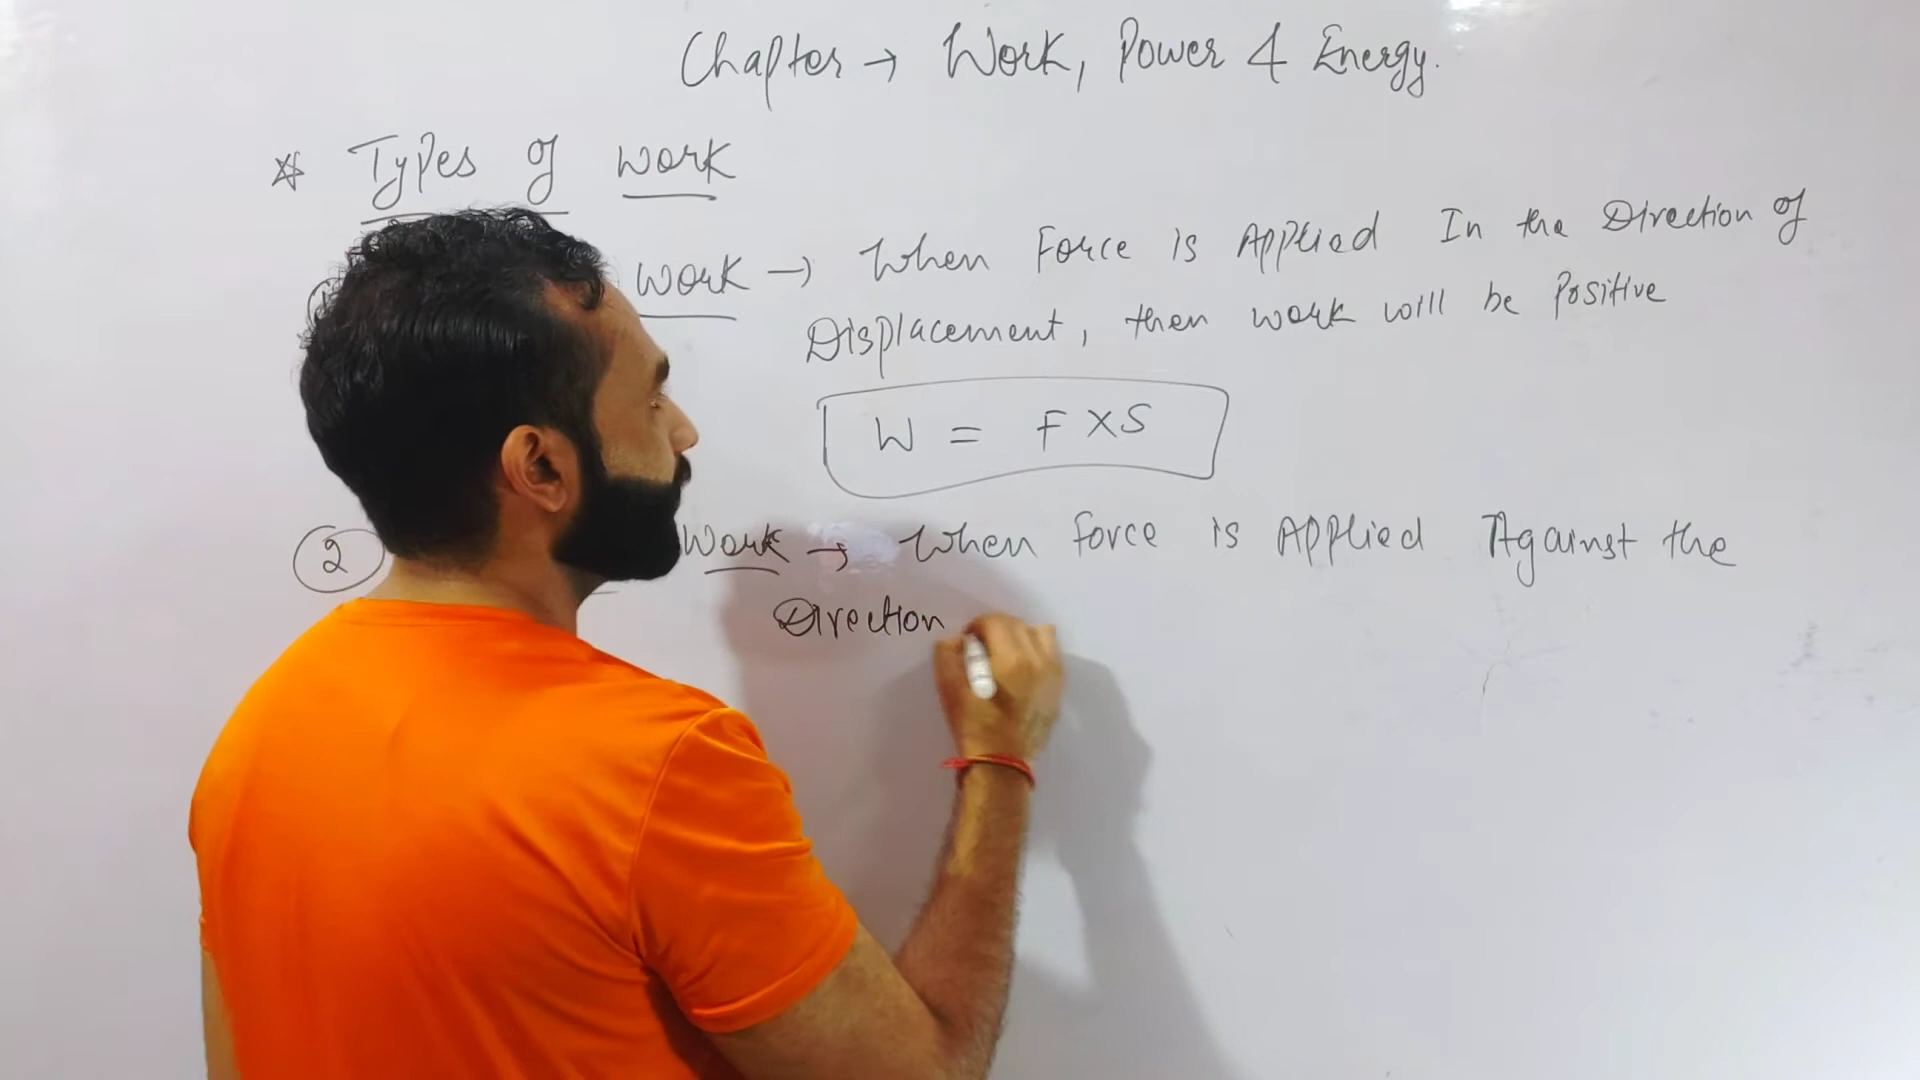 Chapter → Work, Power & Energy.
* Types of work
work → When Force is Applied In the Direction of
Displacement, then work will be Positive
W = F X S
2 Work → When force is Applied Against the
Direction